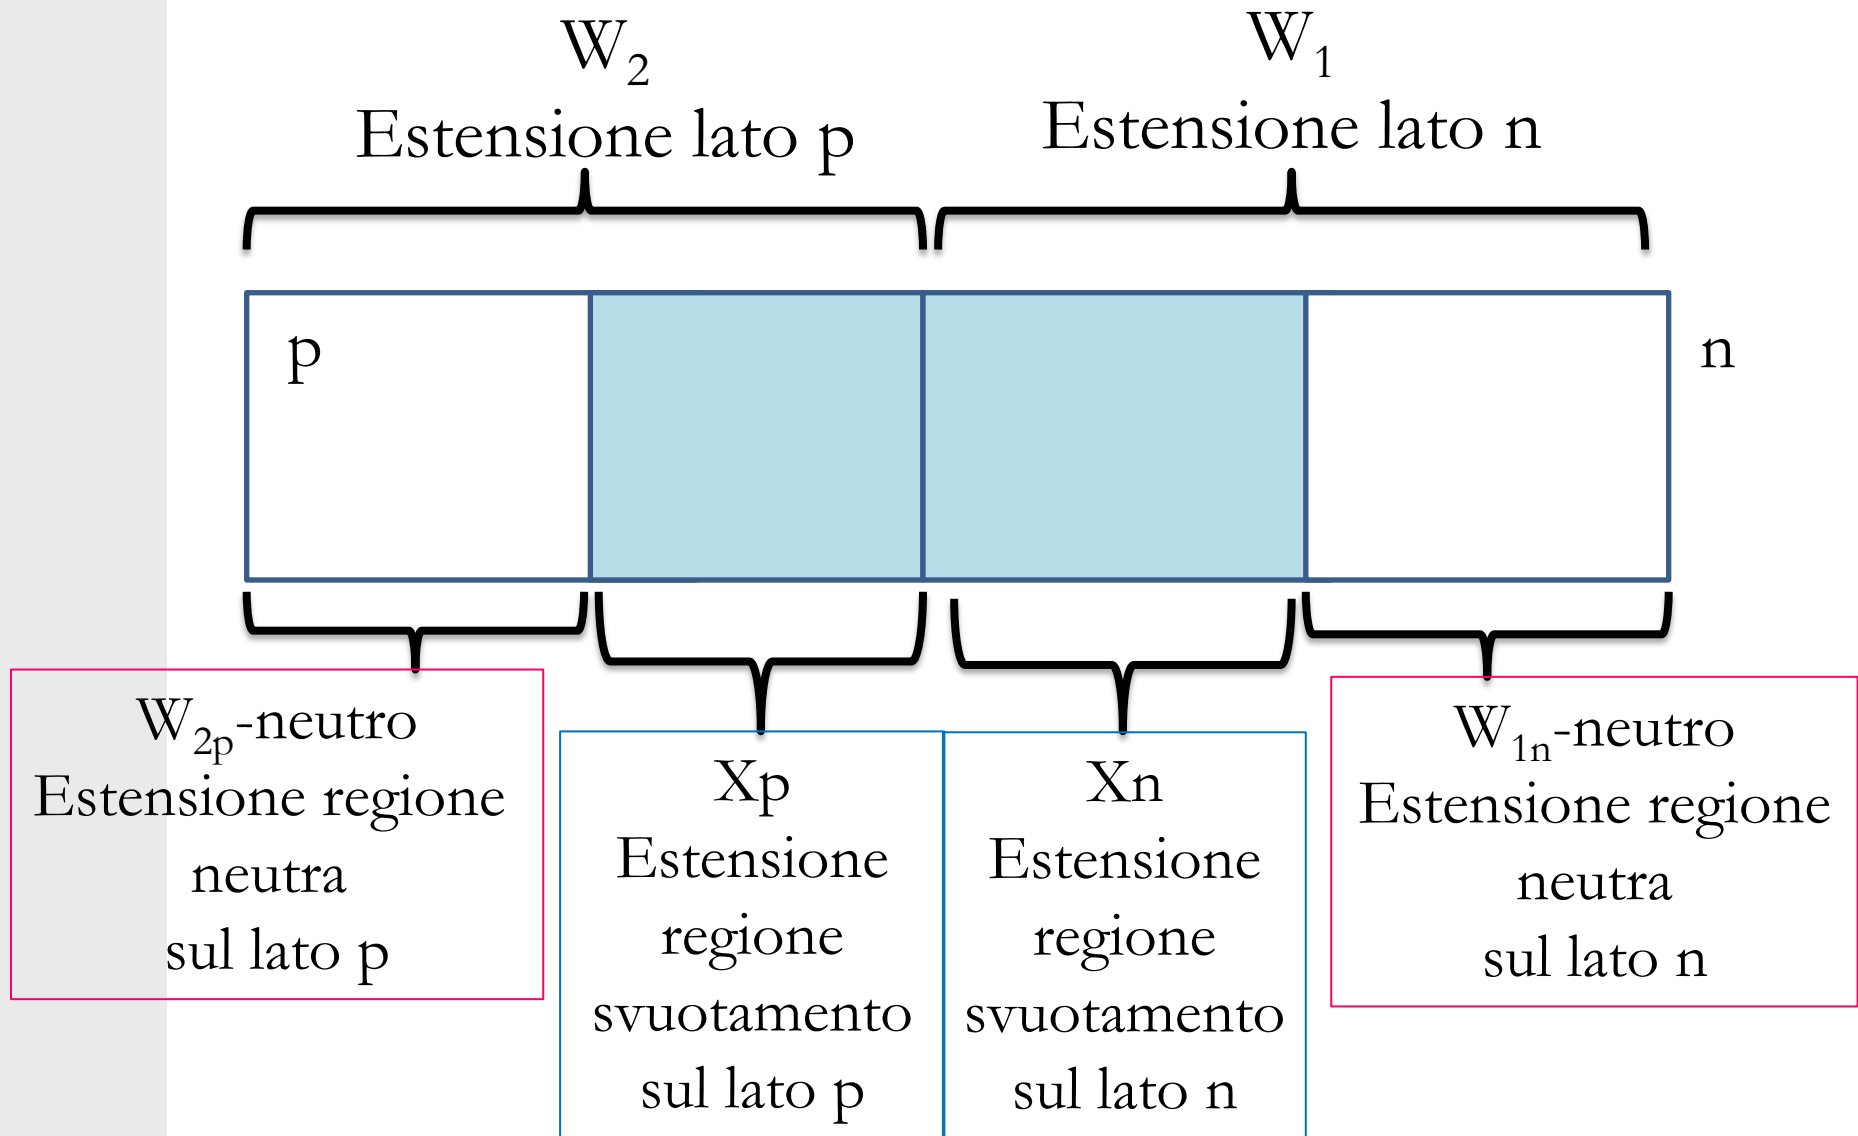 W₂
Estensione lato p
W₁
Estensione lato n
p
n
W₂ₚ-neutro
Estensione regione
neutra
sul lato p
Xp
Estensione
regione
svuotamento
sul lato p
Xn
Estensione
regione
svuotamento
sul lato n
W₁ₙ-neutro
Estensione regione
neutra
sul lato n